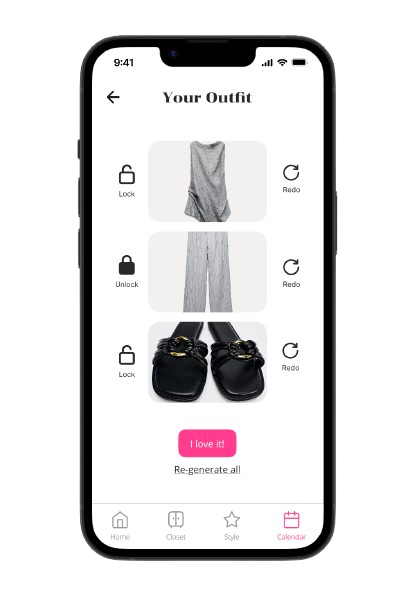 9:41
Your Outfit
Lock
Redo
Unlock
Redo
Lock
Redo
I love it!
Re-generate all
Home
Closet
Style
Calendar